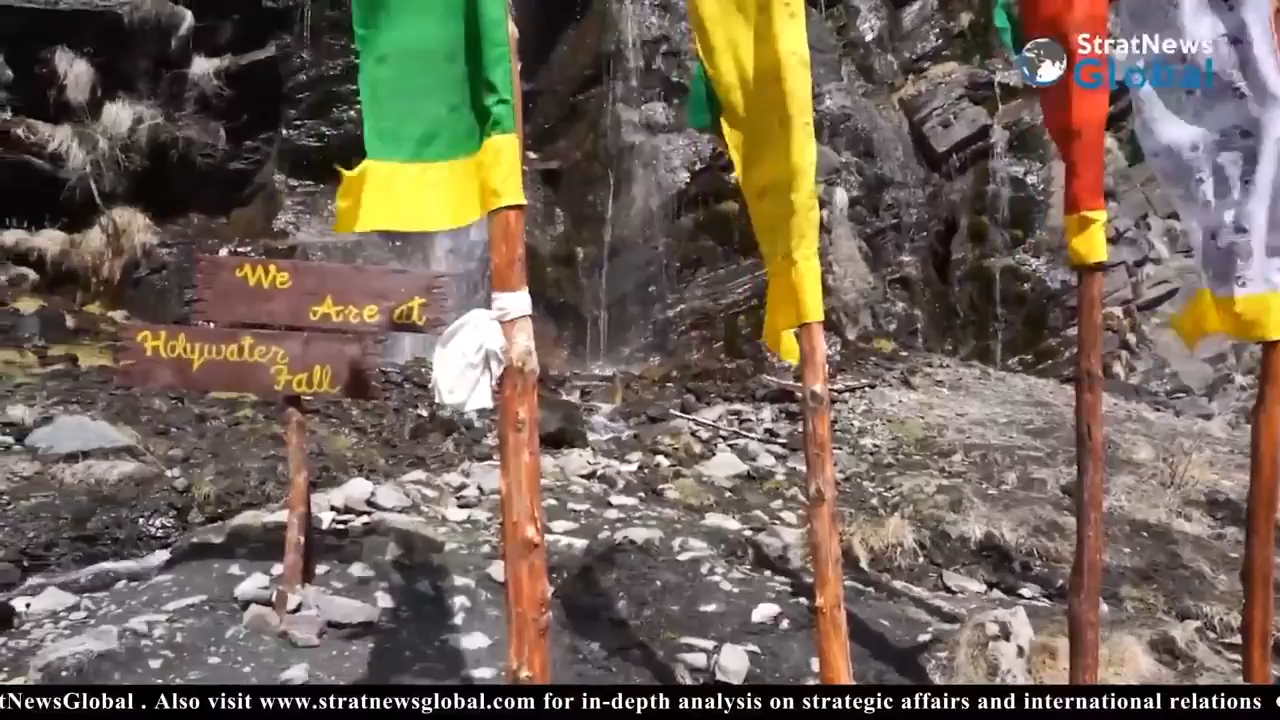 StratNews
Global
We
Are at
Holywater
Fall
tNewsGlobal . Also visit www.stratnewsglobal.com for in-depth analysis on strategic affairs and international relations